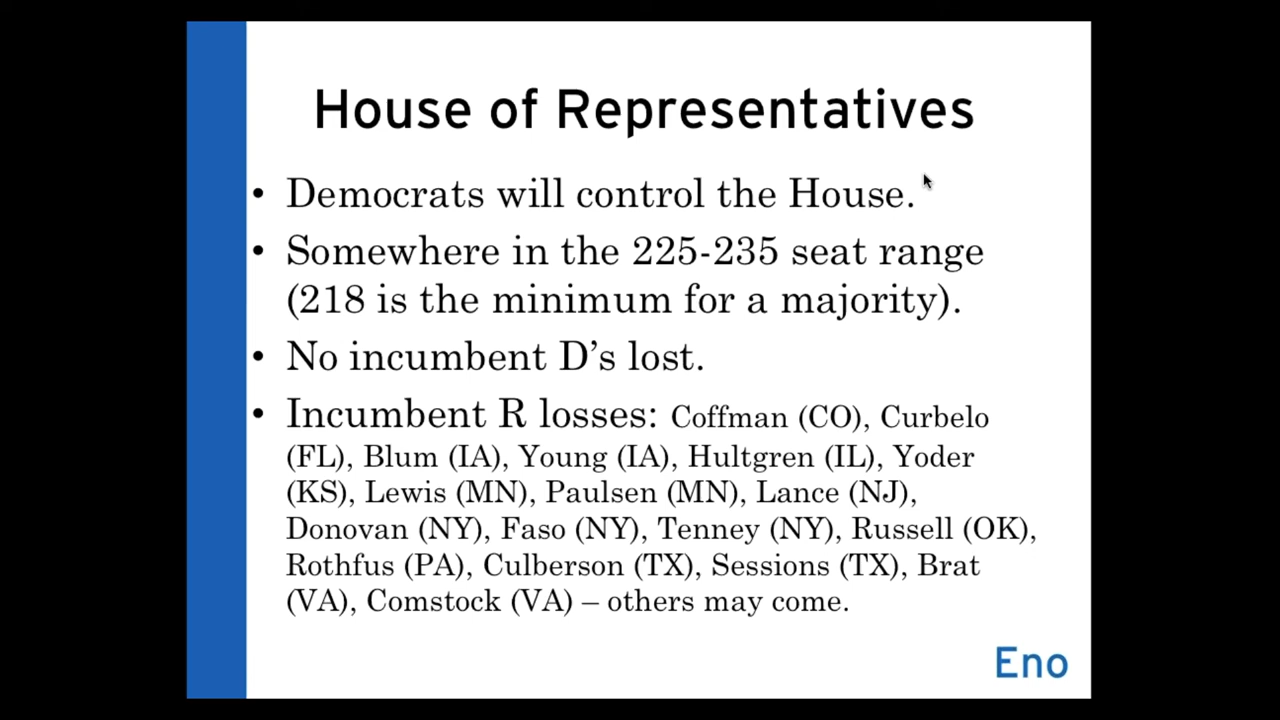 House of Representatives
• Democrats will control the House.
• Somewhere in the 225-235 seat range
(218 is the minimum for a majority).
• No incumbent D’s lost.
• Incumbent R losses: Coffman (CO), Curbelo
(FL), Blum (IA), Young (IA), Hultgren (IL), Yoder
(KS), Lewis (MN), Paulsen (MN), Lance (NJ),
Donovan (NY), Faso (NY), Tenney (NY), Russell (OK),
Rothfus (PA), Culberson (TX), Sessions (TX), Brat
(VA), Comstock (VA) – others may come.
Eno